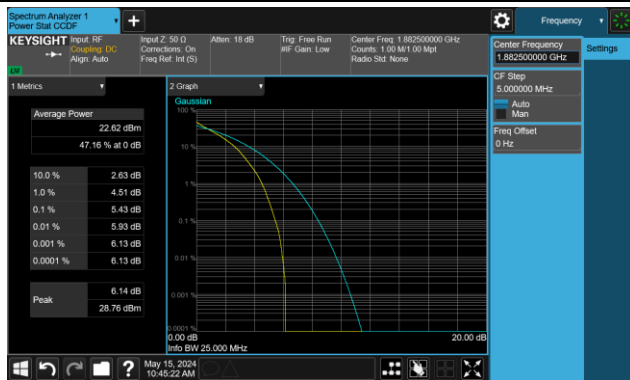 Spectrum Analyzer 1
Power Stat CCDF
Frequency
KEYSIGHT
Input: RF
Coupling: DC
Align: Auto
Input Z: 50 Ω
Corrections: On
Freq Ref: Int (S)
Atten: 18 dB
Trig: Free Run
#IF Gain: Low
Center Freq: 1.882500000 GHz
Counts: 1.00 M/1.00 Mpt
Radio Std: None
Center Frequency
1.882500000 GHz
Settings
CF Step
5.000000 MHz
Auto
Man
Freq Offset
0 Hz
1 Metrics
Average Power
22.62 dBm
47.16 % at 0 dB
10.0 % 2.63 dB
1.0 % 4.51 dB
0.1 % 5.43 dB
0.01 % 5.93 dB
0.001 % 6.13 dB
0.0001 % 6.13 dB
Peak
6.14 dB
28.76 dBm
2 Graph
Gaussian
100 %
10 %
1 %
0.1 %
0.01 %
0.001 %
0.0001 %
0.00 dB 20.00 dB
Info BW 25.000 MHz
?
May 15, 2024
10:45:22 AM